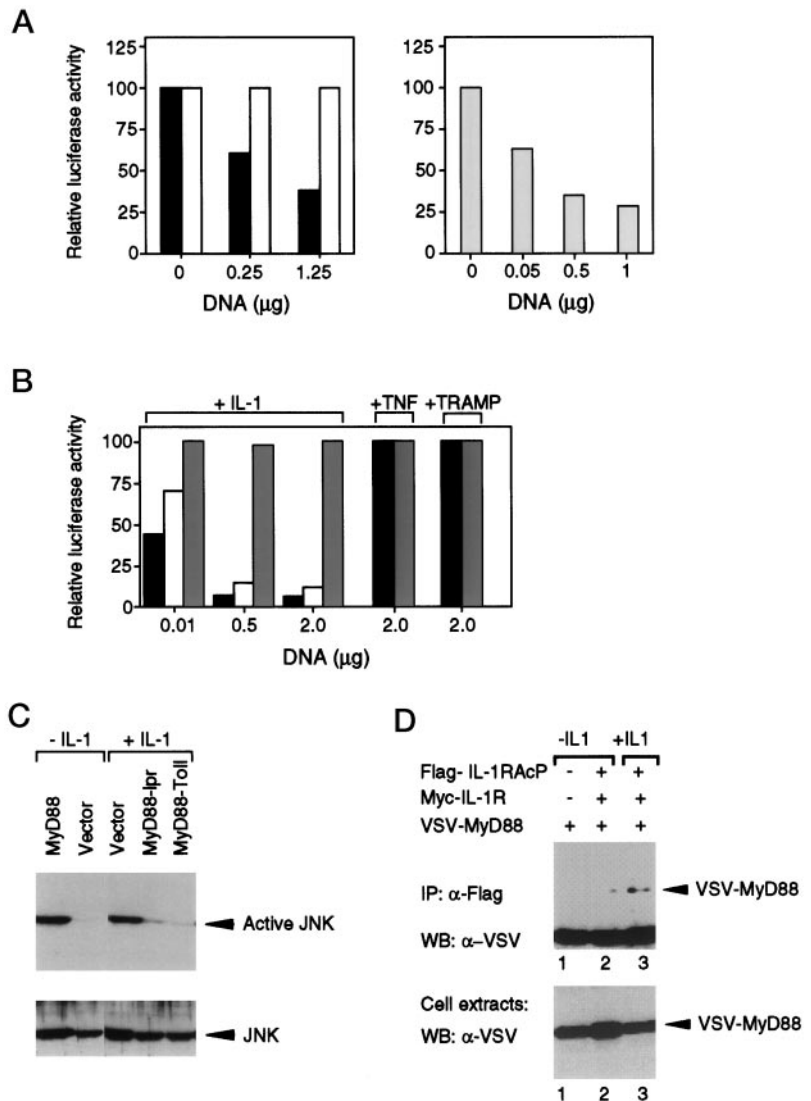 A
Relative luciferase activity
125
100
75
50
25
0
0 0.25 1.25
DNA (µg)
125
100
75
50
25
0
0 0.05 0.5 1
DNA (µg)
B
+ IL-1 +TNF +TRAMP
Relative luciferase activity
100
75
50
25
0
0.01 0.5 2.0 2.0 2.0
DNA (µg)
C
- IL-1 + IL-1
MyD88 Vector Vector MyD88-lpr MyD88-Toll
Active JNK
JNK
D
-IL1 +IL1
Flag- IL-1RAcP - + +
Myc-IL-1R - + +
VSV-MyD88 + + +
IP: α-Flag VSV-MyD88
WB: α–VSV
1 2 3
Cell extracts: VSV-MyD88
WB: α-VSV
1 2 3